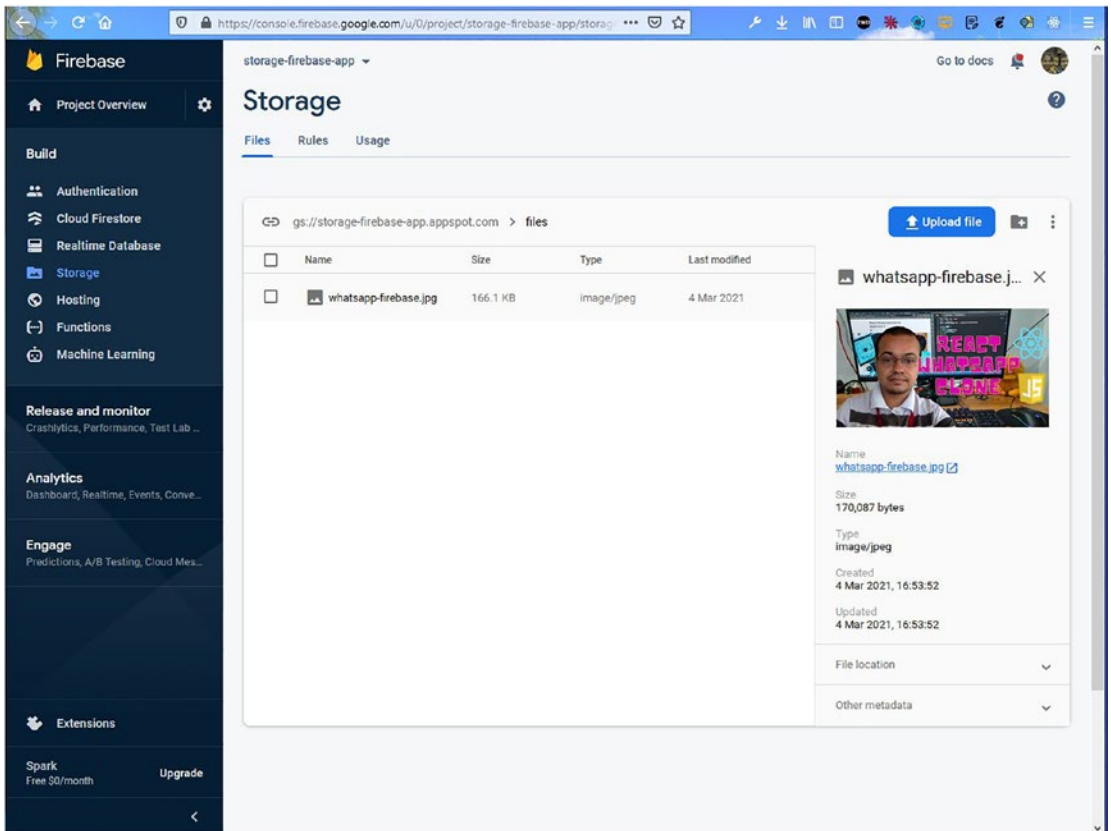 https://console.firebase.google.com/u/0/project/storage-firebase-app/storag
Firebase
storage-firebase-app
Go to docs
Project Overview
Storage
Files Rules Usage
Build
Authentication
Cloud Firestore
Realtime Database
Storage
Hosting
Functions
Machine Learning
Release and monitor
Crashlytics, Performance, Test Lab ...
Analytics
Dashboard, Realtime, Events, Conve...
Engage
Predictions, A/B Testing, Cloud Mes...
Extensions
Spark
Free $0/month
Upgrade
gs://storage-firebase-app.appspot.com > files
Upload file
Name Size Type Last modified
whatsapp-firebase.jpg 166.1 KB image/jpeg 4 Mar 2021
whatsapp-firebase.j...
REACT
WHATSAPP
CLONE
JS
Name
whatsapp-firebase.jpg
Size
170,087 bytes
Type
image/jpeg
Created
4 Mar 2021, 16:53:52
Updated
4 Mar 2021, 16:53:52
File location
Other metadata